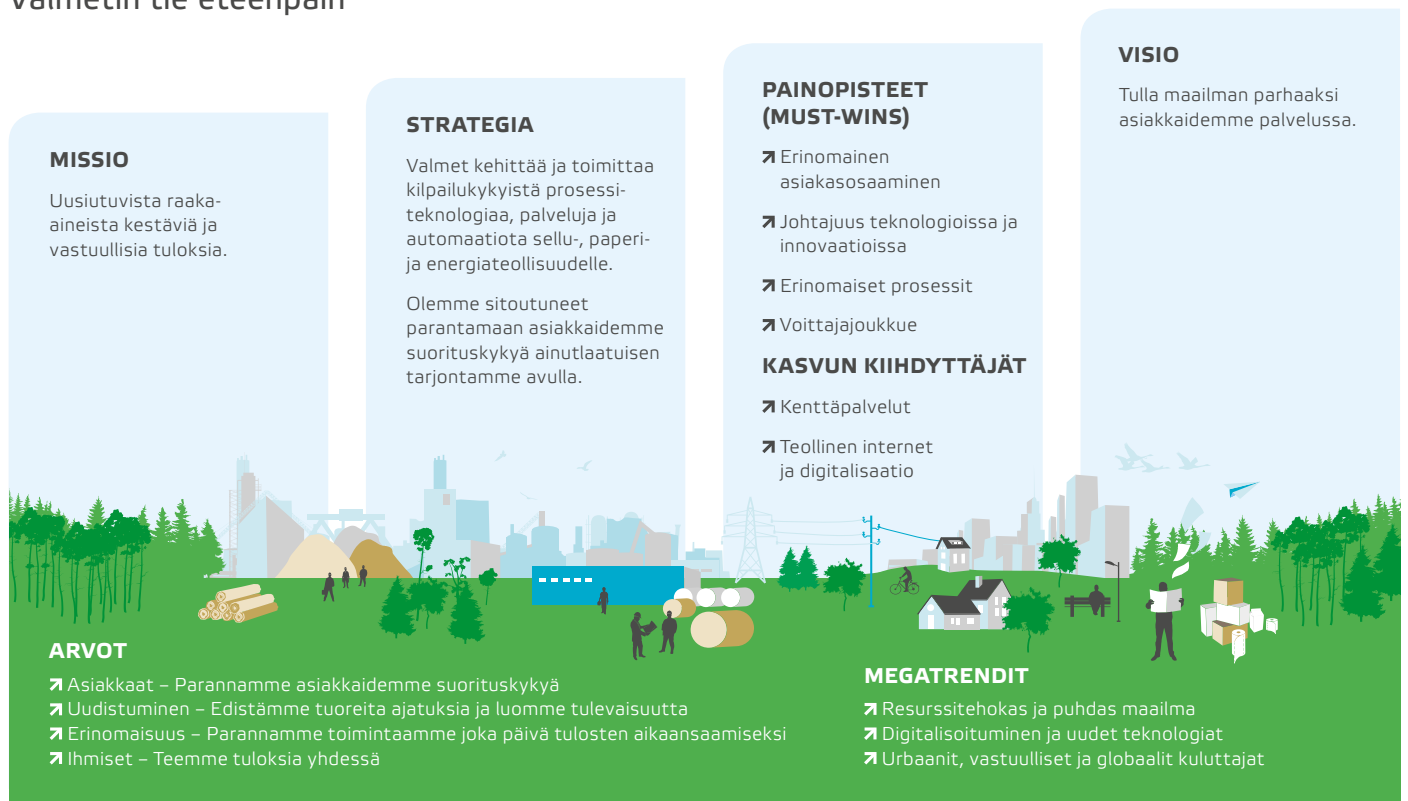 Valmetin tie eteenpäin
MISSIO
Uusiutuvista raaka-
aineista kestäviä ja
vastuullisia tuloksia.
STRATEGIA
Valmet kehittää ja toimittaa
kilpailukykyistä prosessi-
teknologiaa, palveluja ja
automaatiota sellu-, paperi-
ja energiateollisuudelle.
Olemme sitoutuneet
parantamaan asiakkaidemme
suorituskykyä ainutlaatuisen
tarjontamme avulla.
PAINOPISTEET
(MUST-WINS)
Erinomainen
asiakasosaaminen
Johtajuus teknologioissa ja
innovaatioissa
Erinomaiset prosessit
Voittajajoukkue
KASVUN KIIHDYTTÄJÄT
Kenttäpalvelut
Teollinen internet
ja digitalisaatio
VISIO
Tulla maailman parhaaksi
asiakkaidemme palvelussa.
ARVOT
Asiakkaat – Parannamme asiakkaidemme suorituskykyä
Uudistuminen – Edistämme tuoreita ajatuksia ja luomme tulevaisuutta
Erinomaisuus – Parannamme toimintaamme joka päivä tulosten aikaansaamiseksi
Ihmiset – Teemme tuloksia yhdessä
MEGATRENDIT
Resurssitehokas ja puhdas maailma
Digitalisoituminen ja uudet teknologiat
Urbaanit, vastuulliset ja globaalit kuluttajat